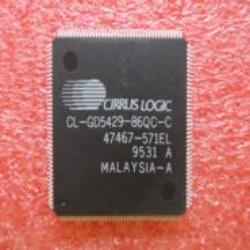 CIRRUS LOGIC
CL-GD5429-86QC-C
47467-571EL
9531 A
MALAYSIA-A